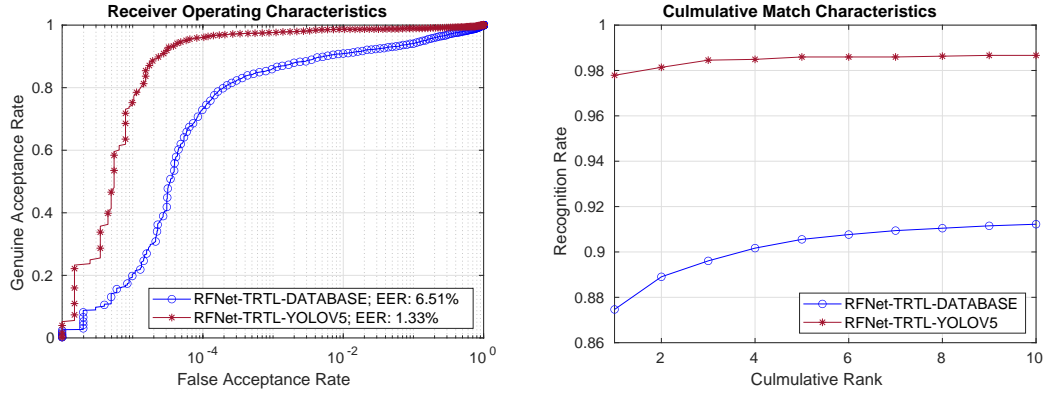 Receiver Operating Characteristics
1
0.8
0.6
0.4
0.2
0
Genuine Acceptance Rate
10^-4
10^-2
10^0
False Acceptance Rate
RFNet-TRTL-DATABASE; EER: 6.51%
RFNet-TRTL-YOLOV5; EER: 1.33%
Culmulative Match Characteristics
1
0.98
0.96
0.94
0.92
0.9
0.88
0.86
Recognition Rate
2
4
6
8
10
Culmulative Rank
RFNet-TRTL-DATABASE
RFNet-TRTL-YOLOV5